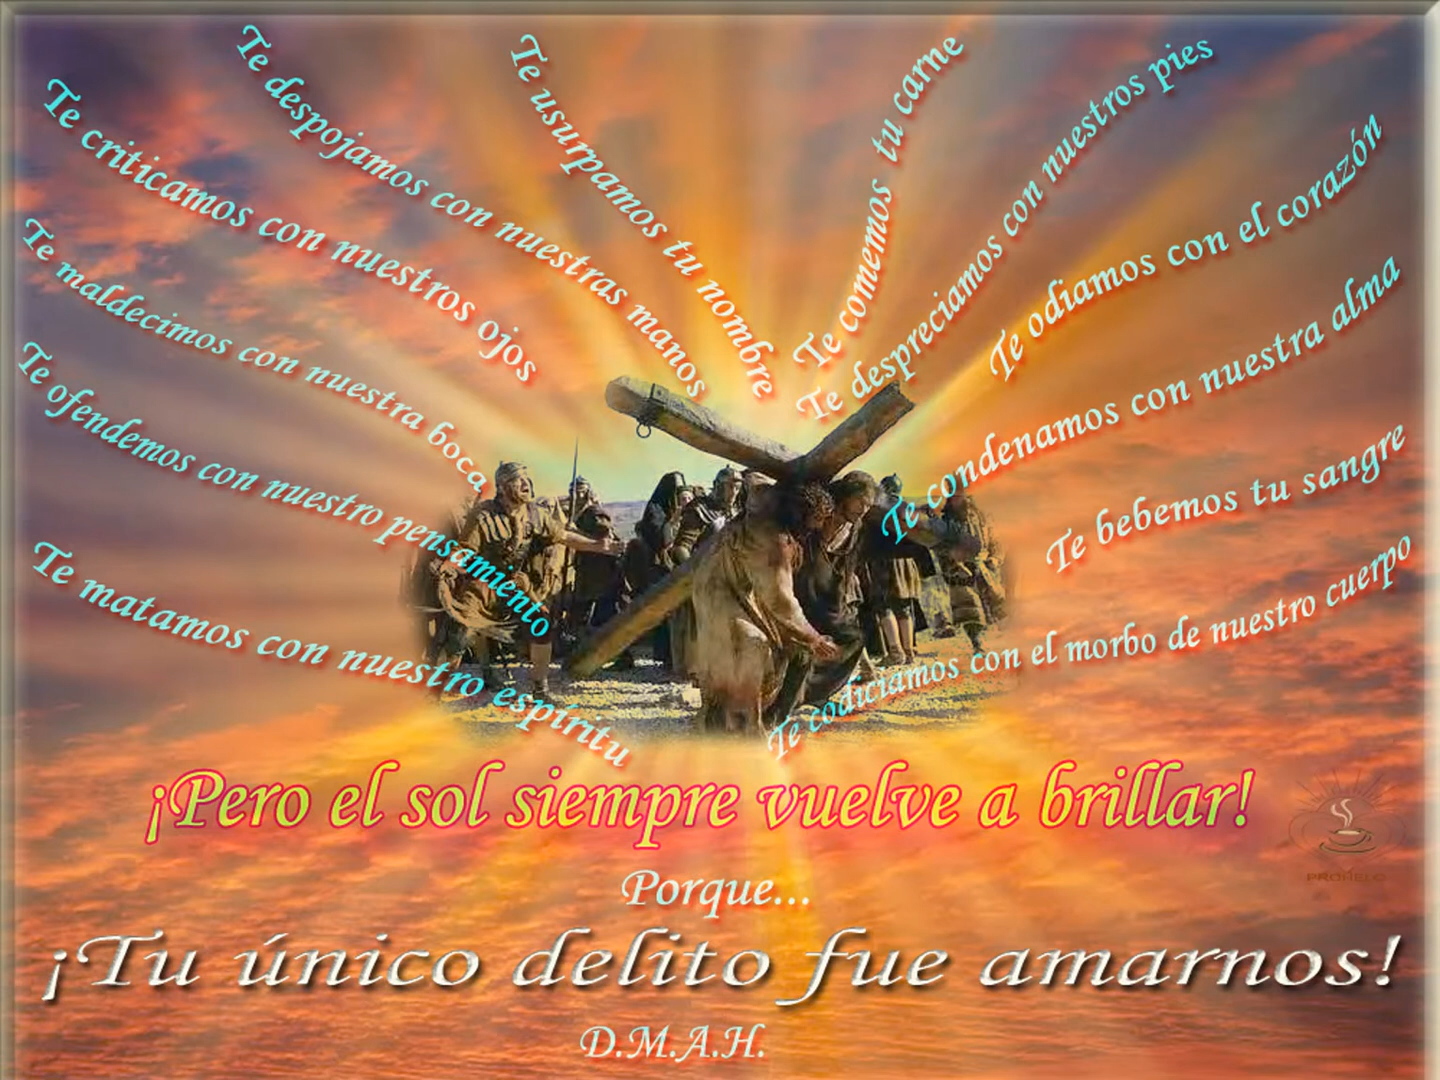 Te criticamos con nuestros ojos
Te despojamos con nuestras manos
Te usurpamos tu nombre
Te comemos tu carne
Te despreciamos con nuestros pies
Te odiamos con el corazón
Te maldecimos con nuestra boca
Te condenamos con nuestra alma
Te ofendemos con nuestro pensamiento
Te bebemos tu sangre
Te matamos con nuestro espíritu
Te codiciamos con el morbo de nuestro cuerpo
¡Pero el sol siempre vuelve a brillar!
Porque...
¡Tu único delito fue amarnos!
D.M.A.H.